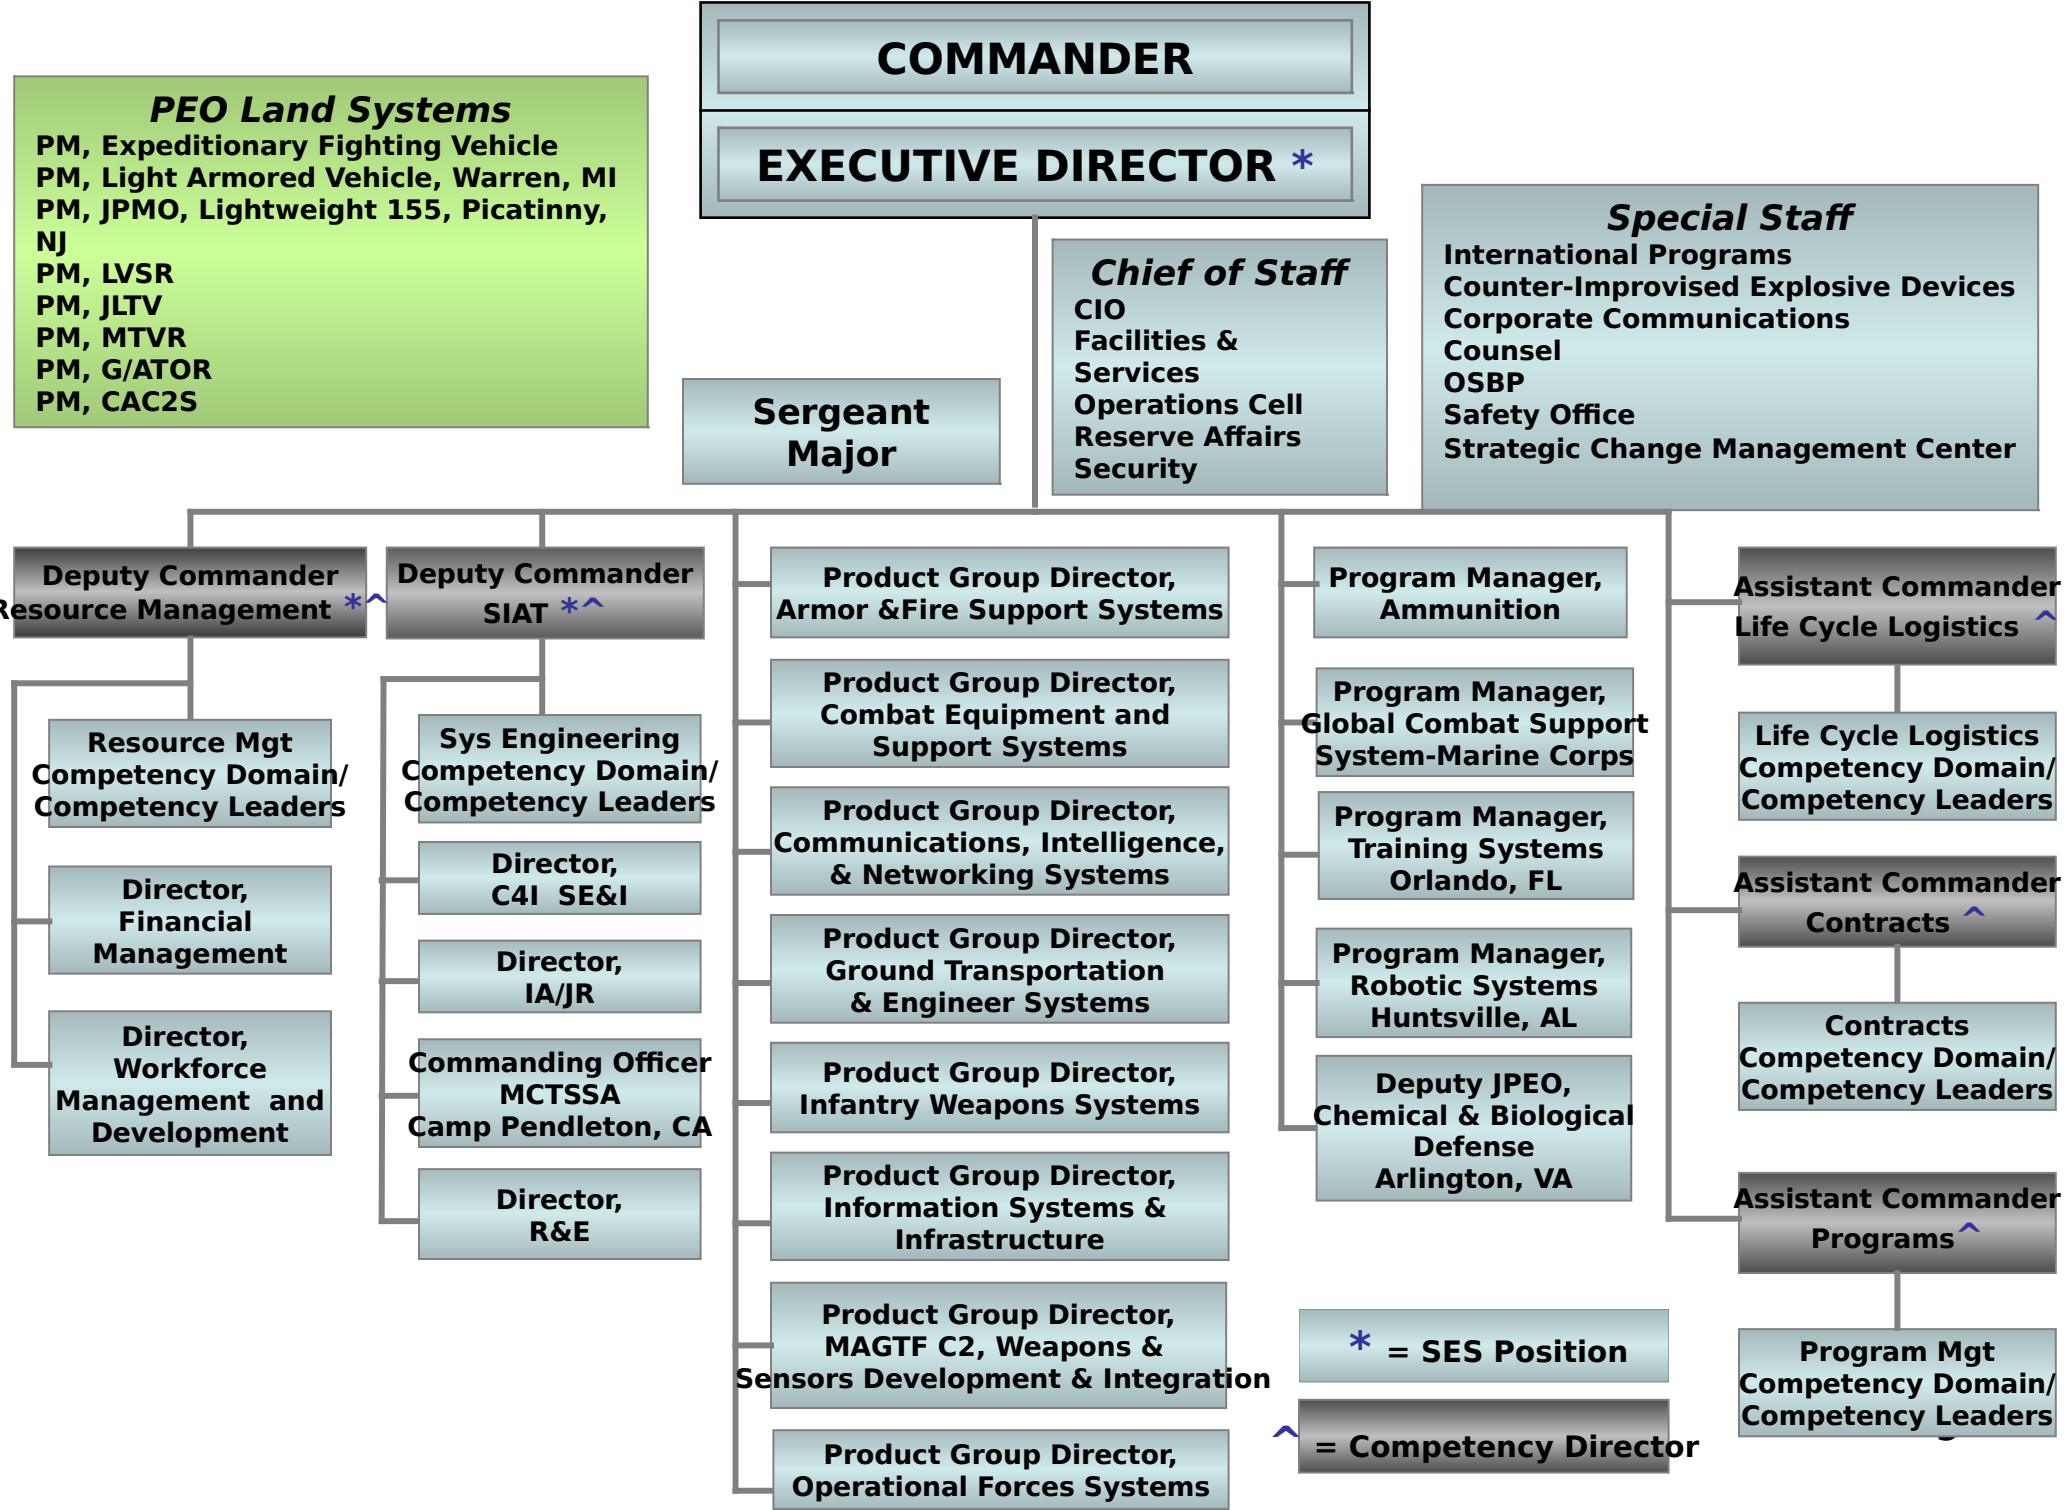 COMMANDER
EXECUTIVE DIRECTOR *
PEO Land Systems
PM, Expeditionary Fighting Vehicle
PM, Light Armored Vehicle, Warren, MI
PM, JPMO, Lightweight 155, Picatinny,
NJ
PM, LVSR
PM, JLTV
PM, MTVR
PM, G/ATOR
PM, CAC2S
Sergeant
Major
Chief of Staff
CIO
Facilities &
Services
Operations Cell
Reserve Affairs
Security
Special Staff
International Programs
Counter-Improvised Explosive Devices
Corporate Communications
Counsel
OSBP
Safety Office
Strategic Change Management Center
Deputy Commander
Resource Management *^
Resource Mgt
Competency Domain/
Competency Leaders
Director,
Financial
Management
Director,
Workforce
Management and
Development
Deputy Commander
SIAT *^
Sys Engineering
Competency Domain/
Competency Leaders
Director,
C4I SE&I
Director,
IA/JR
Commanding Officer
MCTSSA
Camp Pendleton, CA
Director,
R&E
Product Group Director,
Armor &Fire Support Systems
Product Group Director,
Combat Equipment and
Support Systems
Product Group Director,
Communications, Intelligence,
& Networking Systems
Product Group Director,
Ground Transportation
& Engineer Systems
Product Group Director,
Infantry Weapons Systems
Product Group Director,
Information Systems &
Infrastructure
Product Group Director,
MAGTF C2, Weapons &
Sensors Development & Integration
Product Group Director,
Operational Forces Systems
Program Manager,
Ammunition
Program Manager,
Global Combat Support
System-Marine Corps
Program Manager,
Training Systems
Orlando, FL
Program Manager,
Robotic Systems
Huntsville, AL
Deputy JPEO,
Chemical & Biological
Defense
Arlington, VA
Assistant Commander
Life Cycle Logistics ^
Life Cycle Logistics
Competency Domain/
Competency Leaders
Assistant Commander
Contracts ^
Contracts
Competency Domain/
Competency Leaders
Assistant Commander
Programs^
Program Mgt
Competency Domain/
Competency Leaders
* = SES Position
^ = Competency Director